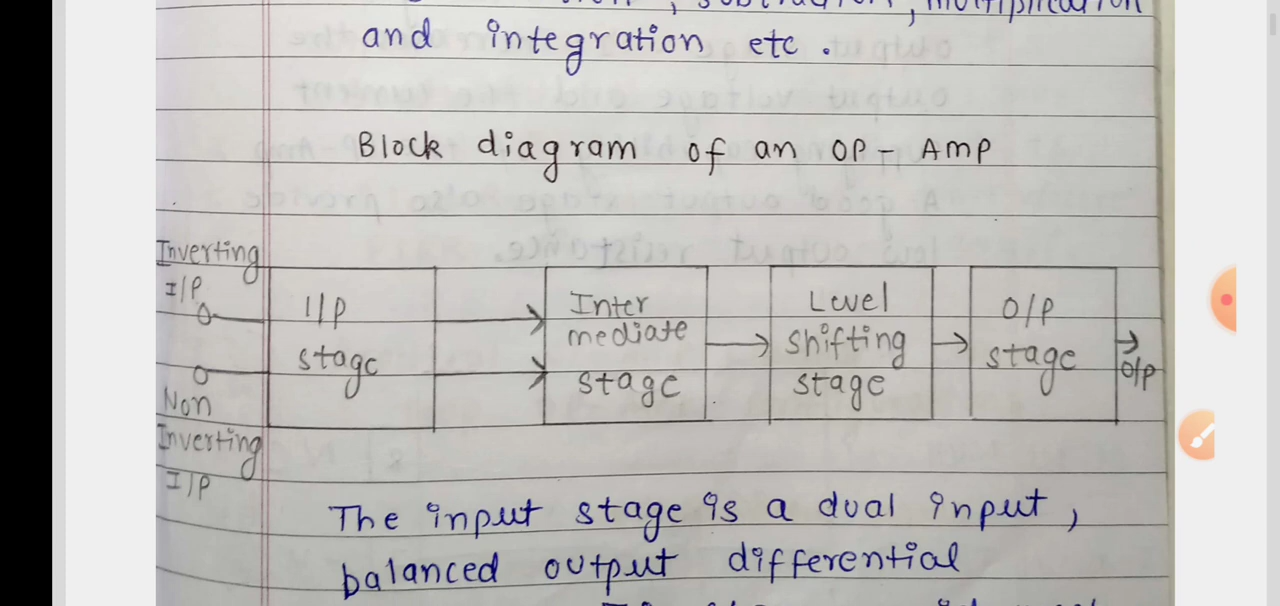 and integration etc.
Block diagram of an OP-Amp
Inverting
I/P
Non
Inverting
I/P
I/P
stage
Inter
mediate
stage
Level
shifting
stage
O/P
stage
O/P
The input stage is a dual input,
balanced output differential